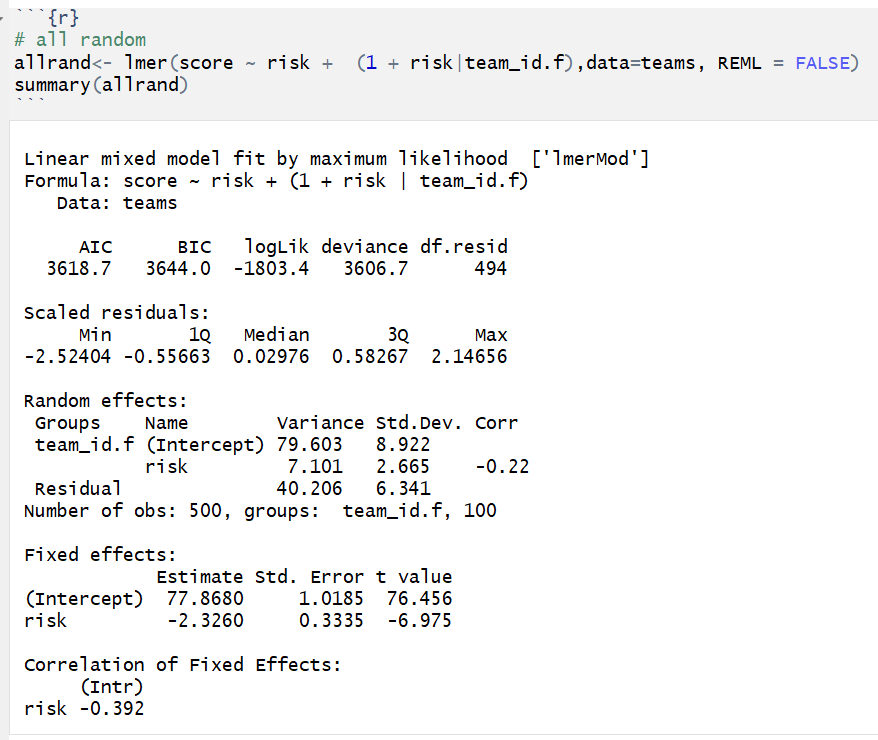 ```{r}
# all random
allrand<- lmer(score ~ risk +  (1 + risk|team_id.f),data=teams, REML = FALSE)
summary(allrand)
```
Linear mixed model fit by maximum likelihood  ['lmerMod']
Formula: score ~ risk + (1 + risk | team_id.f)
   Data: teams
     AIC      BIC   logLik deviance df.resid
  3618.7   3644.0  -1803.4   3606.7      494
Scaled residuals:
     Min       1Q   Median       3Q      Max
-2.52404 -0.55663  0.02976  0.58267  2.14656
Random effects:
 Groups    Name        Variance Std.Dev. Corr
 team_id.f (Intercept) 79.603   8.922
           risk         7.101   2.665    -0.22
 Residual              40.206   6.341
Number of obs: 500, groups:  team_id.f, 100
Fixed effects:
            Estimate Std. Error t value
(Intercept)  77.8680     1.0185  76.456
risk         -2.3260     0.3335  -6.975
Correlation of Fixed Effects:
     (Intr)
risk -0.392